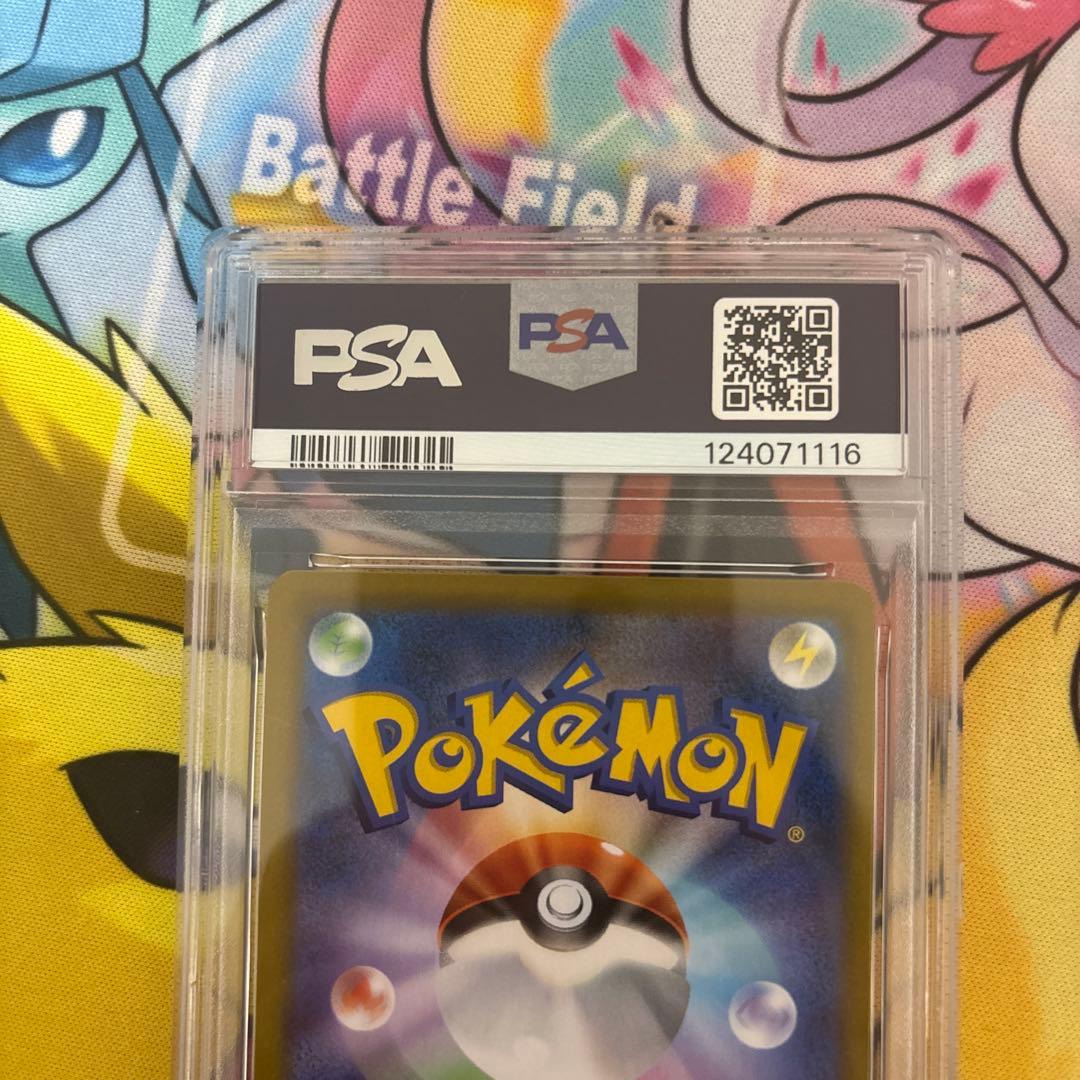 Battle Field
PSA
PSA
124071116
POKéMON
®